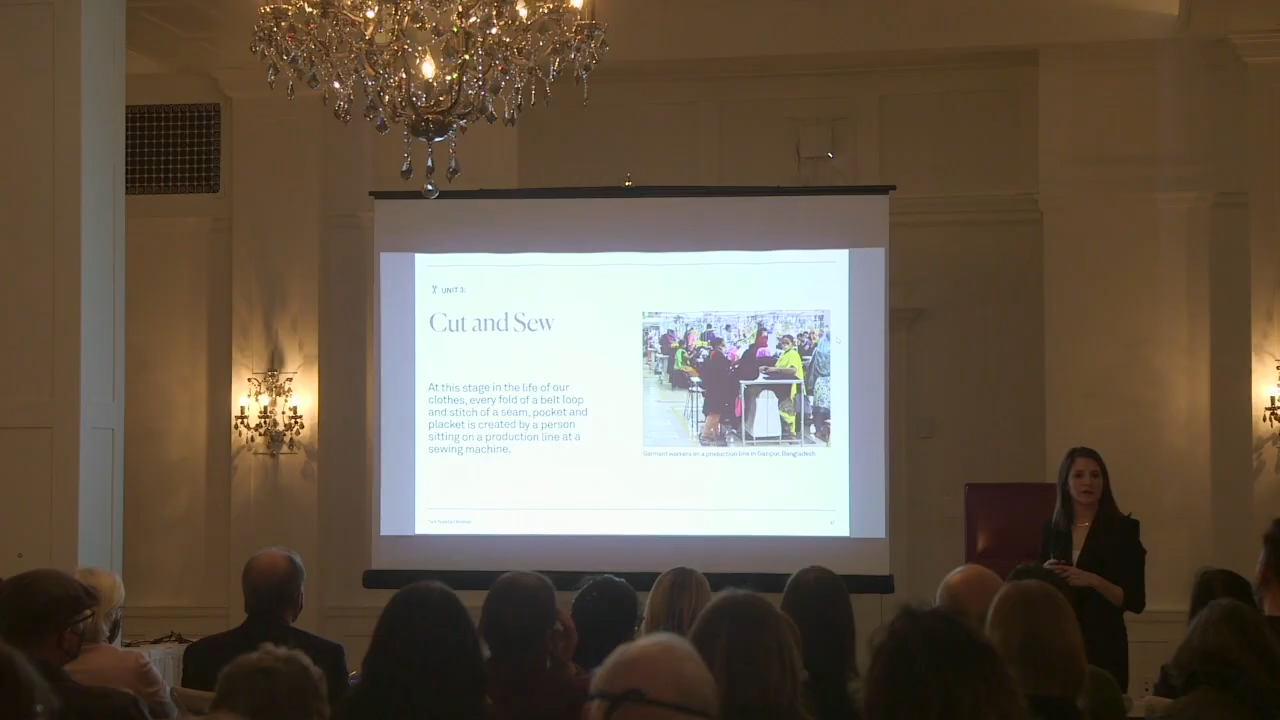 UNIT 3:
Cut and Sew
At this stage in the life of our
clothes, every fold of a belt loop
and stitch of a seam, pocket and
placket is created by a person
sitting on a production line at a
sewing machine.
Garment workers on a production line in Gazipur, Bangladesh.